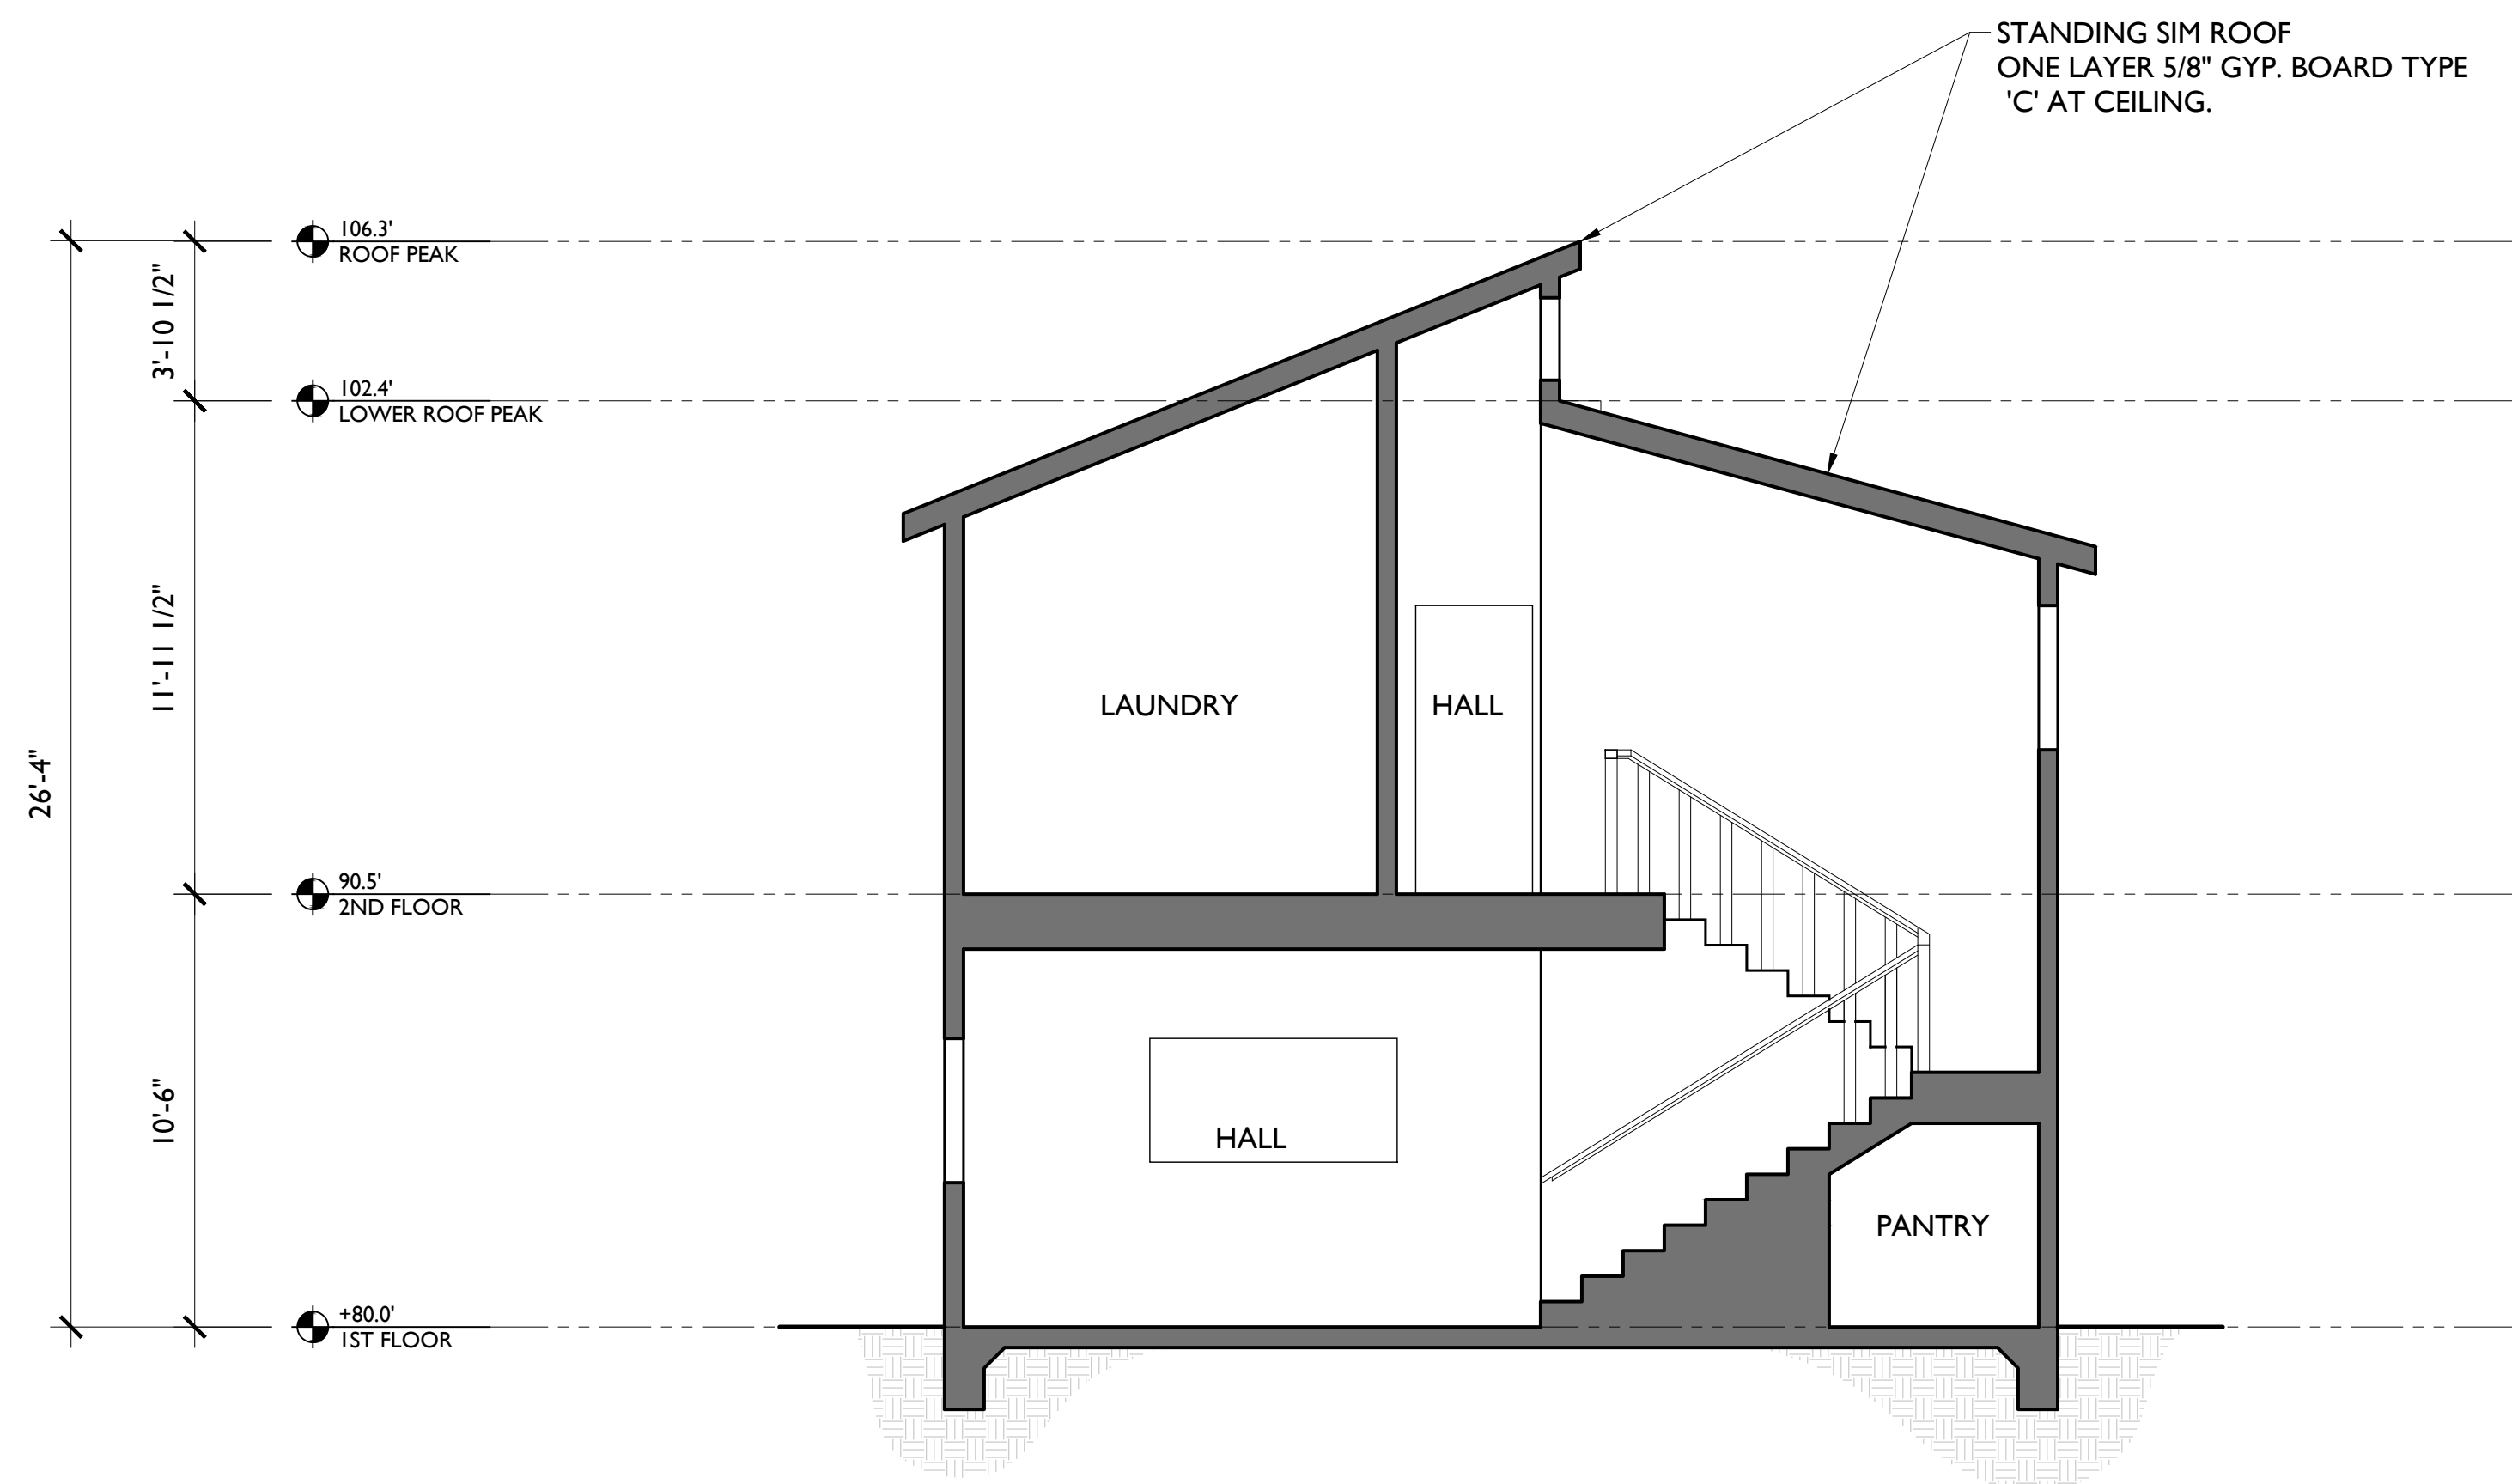 STANDING SIM ROOF
ONE LAYER 5/8" GYP. BOARD TYPE
'C' AT CEILING.
106.3'
ROOF PEAK
3'-10 1/2"
102.4'
LOWER ROOF PEAK
11'-11 1/2"
LAUNDRY
HALL
26'-4"
90.5'
2ND FLOOR
10'-6"
HALL
PANTRY
+80.0'
1ST FLOOR